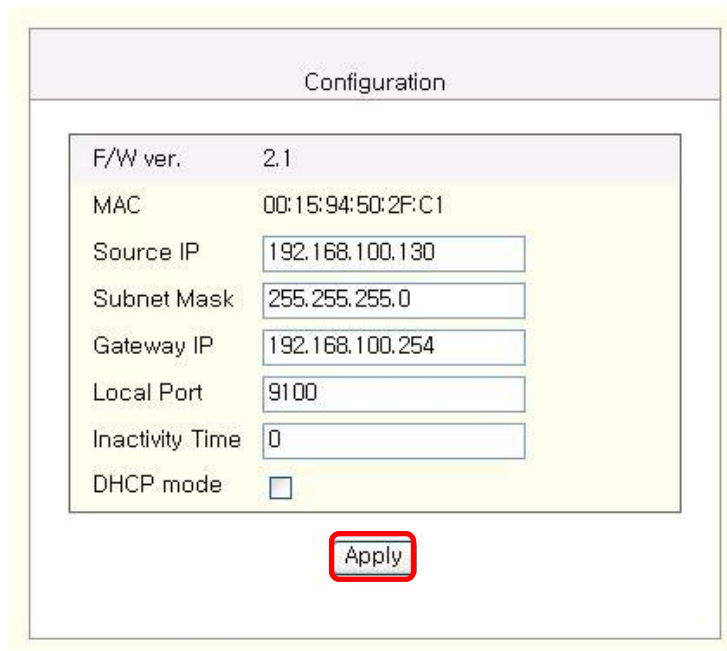 Configuration
F/W ver. 2.1
MAC 00:15:94:50:2F:C1
Source IP 192.168.100.130
Subnet Mask 255.255.255.0
Gateway IP 192.168.100.254
Local Port 9100
Inactivity Time 0
DHCP mode
Apply